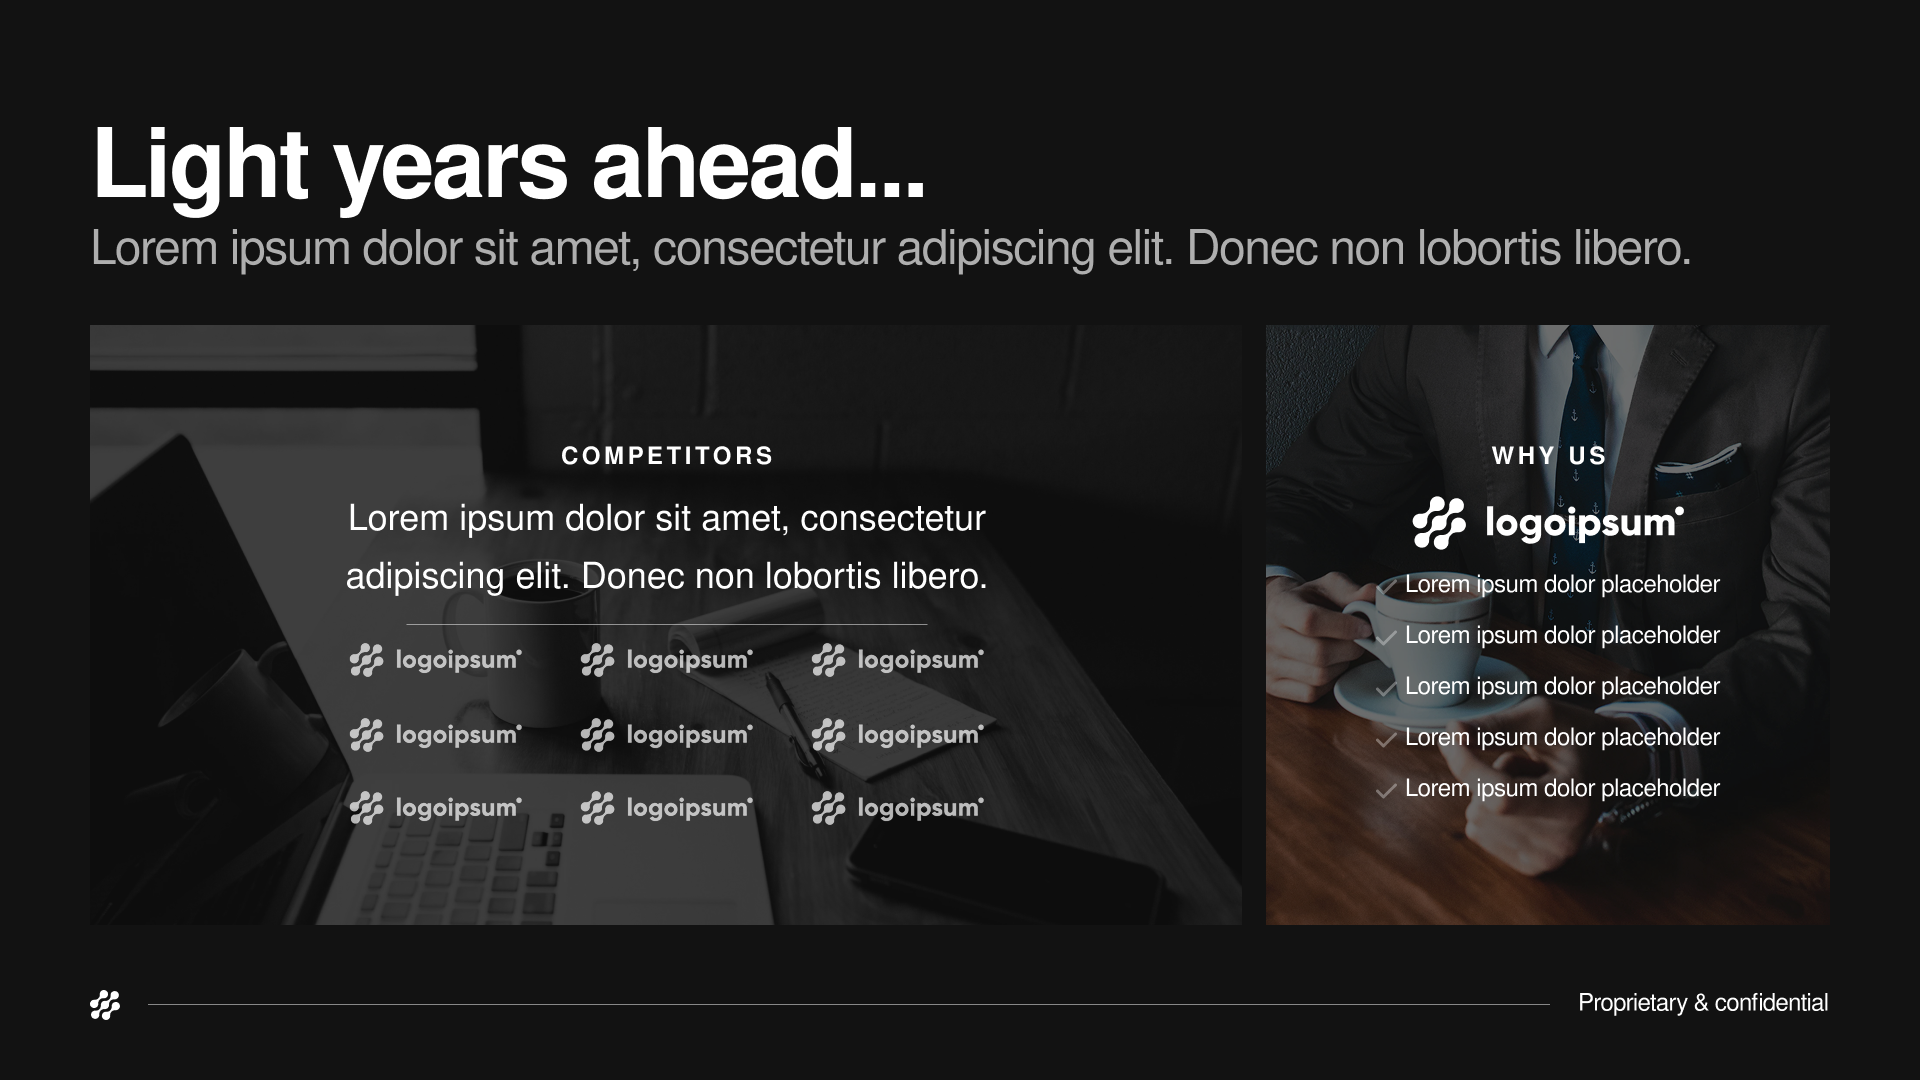 Light years ahead...
Lorem ipsum dolor sit amet, consectetur adipiscing elit. Donec non lobortis libero.
COMPETITORS
Lorem ipsum dolor sit amet, consectetur
adipiscing elit. Donec non lobortis libero.
logoipsum logoipsum logoipsum
logoipsum logoipsum logoipsum
logoipsum logoipsum logoipsum
WHY US
logoipsum
Lorem ipsum dolor placeholder
Lorem ipsum dolor placeholder
Lorem ipsum dolor placeholder
Lorem ipsum dolor placeholder
Lorem ipsum dolor placeholder
Proprietary & confidential